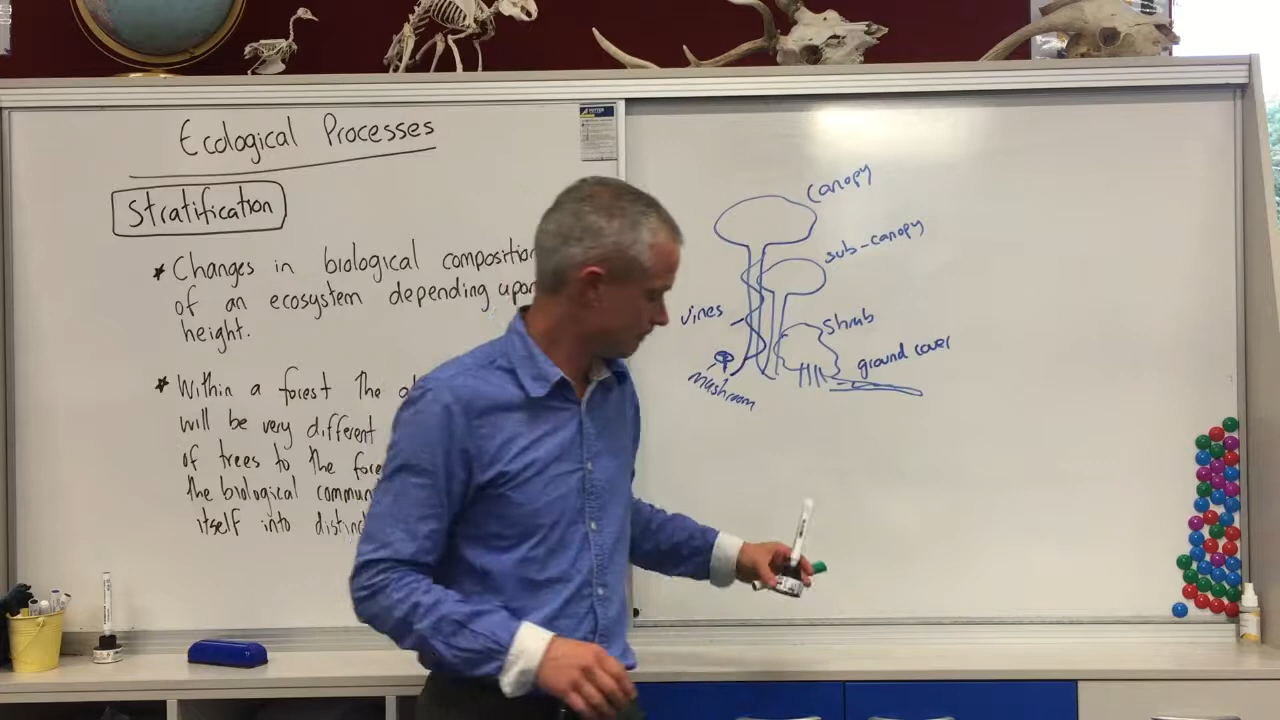 Ecological Processes
Stratification
* Changes in biological composition
of an ecosystem depending upon
height.
* Within a forest the
will be very different
of trees to the
the biological
itself into
canopy
sub-canopy
vines
shrub
ground cover
mushroom